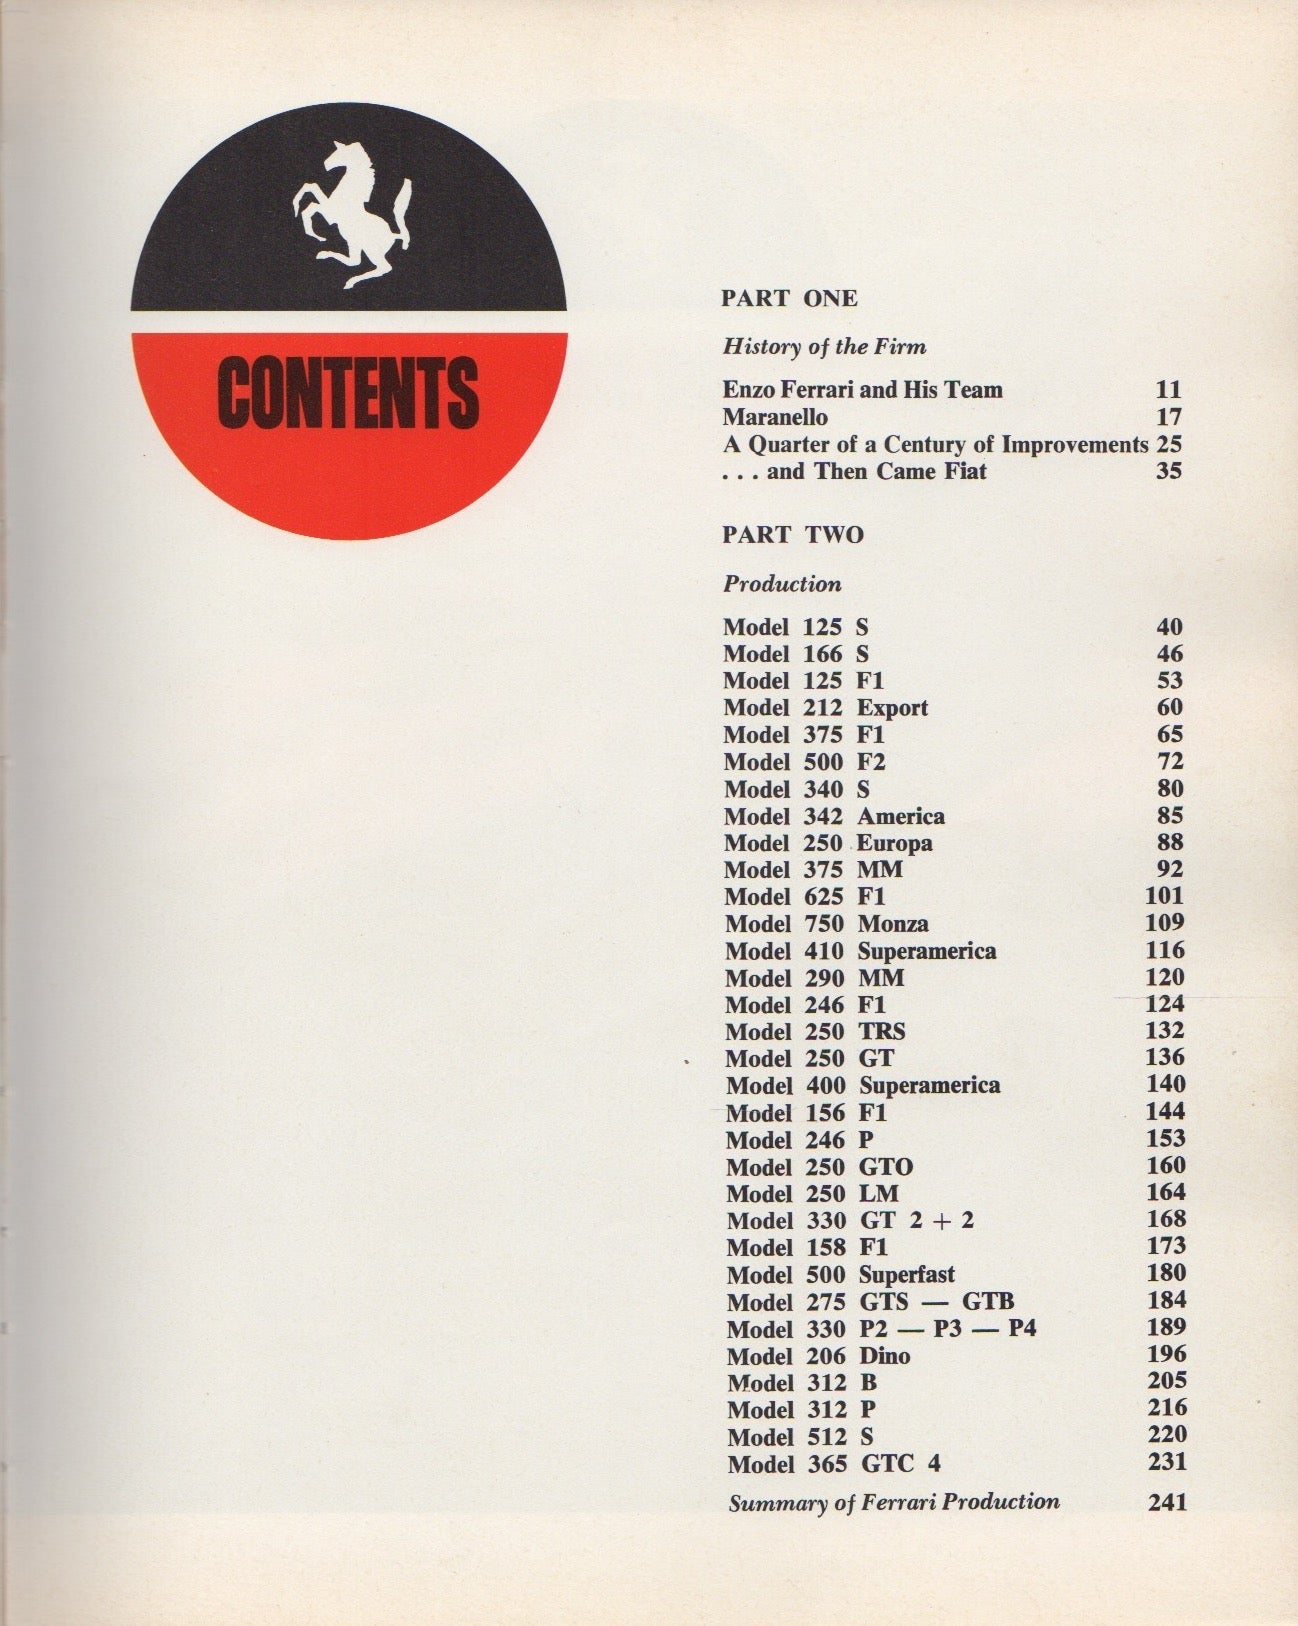 CONTENTS
PART ONE
History of the Firm
Enzo Ferrari and His Team 11
Maranello 17
A Quarter of a Century of Improvements 25
. . . and Then Came Fiat 35
PART TWO
Production
Model 125 S 40
Model 166 S 46
Model 125 F1 53
Model 212 Export 60
Model 375 F1 65
Model 500 F2 72
Model 340 S 80
Model 342 America 85
Model 250 Europa 88
Model 375 MM 92
Model 625 F1 101
Model 750 Monza 109
Model 410 Superamerica 116
Model 290 MM 120
Model 246 F1 124
Model 250 TRS 132
Model 250 GT 136
Model 400 Superamerica 140
Model 156 F1 144
Model 246 P 153
Model 250 GTO 160
Model 250 LM 164
Model 330 GT 2 + 2 168
Model 158 F1 173
Model 500 Superfast 180
Model 275 GTS — GTB 184
Model 330 P2 — P3 — P4 189
Model 206 Dino 196
Model 312 B 205
Model 312 P 216
Model 512 S 220
Model 365 GTC 4 231
Summary of Ferrari Production 241